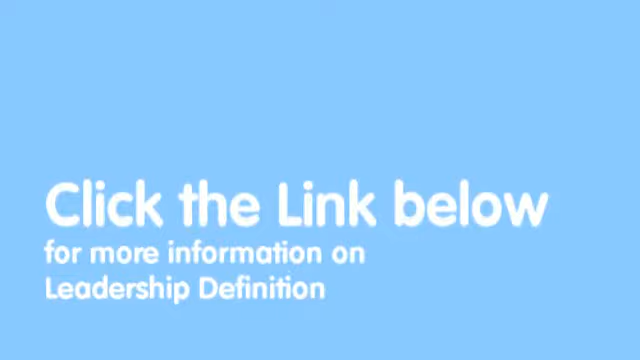 Click the Link below
for more information on
Leadership Definition